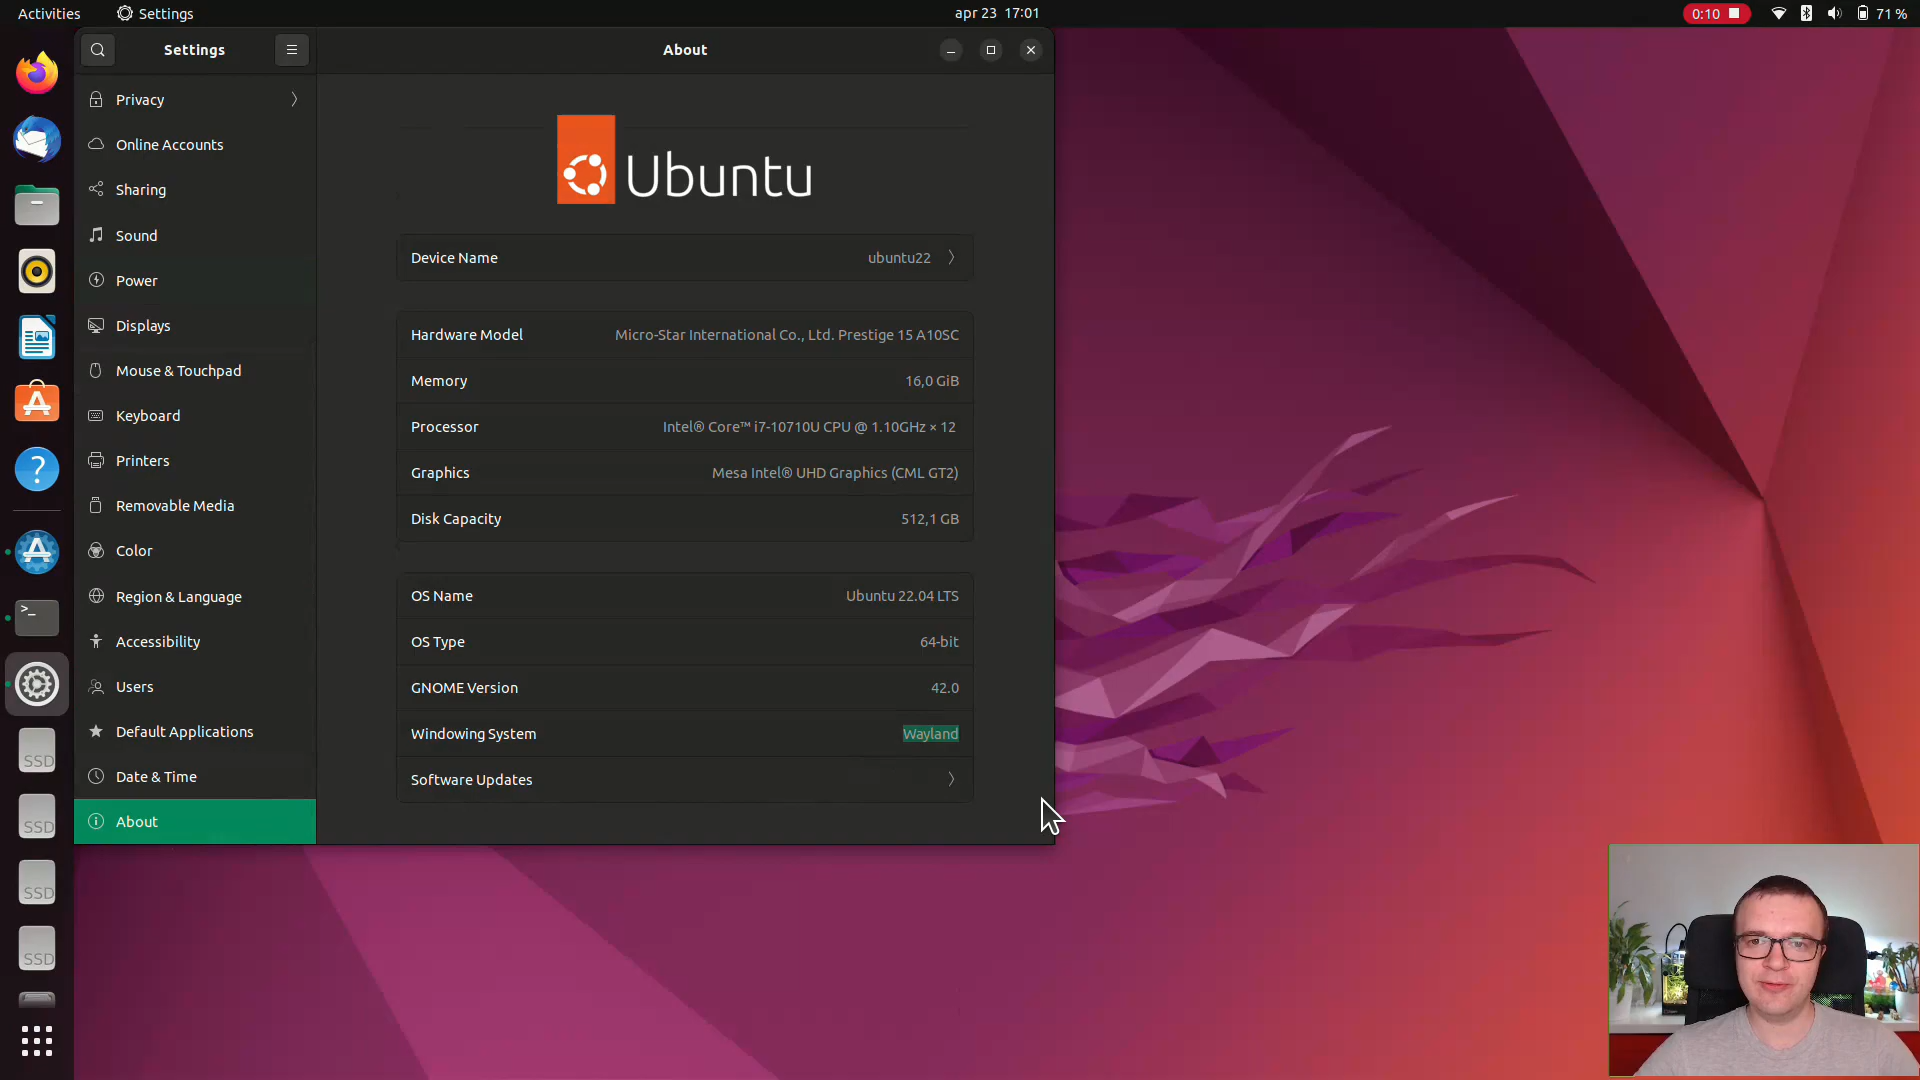 Activities
Settings
apr 23 17:01
0:10
71 %
Settings
About
Privacy
Online Accounts
Sharing
Sound
Power
Displays
Mouse & Touchpad
Keyboard
Printers
Removable Media
Color
Region & Language
Accessibility
Users
Default Applications
Date & Time
About
Ubuntu
Device Name ubuntu22
Hardware Model Micro-Star International Co., Ltd. Prestige 15 A10SC
Memory 16,0 GiB
Processor Intel® Core™ i7-10710U CPU @ 1.10GHz × 12
Graphics Mesa Intel® UHD Graphics (CML GT2)
Disk Capacity 512,1 GB
OS Name Ubuntu 22.04 LTS
OS Type 64-bit
GNOME Version 42.0
Windowing System Wayland
Software Updates
SSD
SSD
SSD
SSD